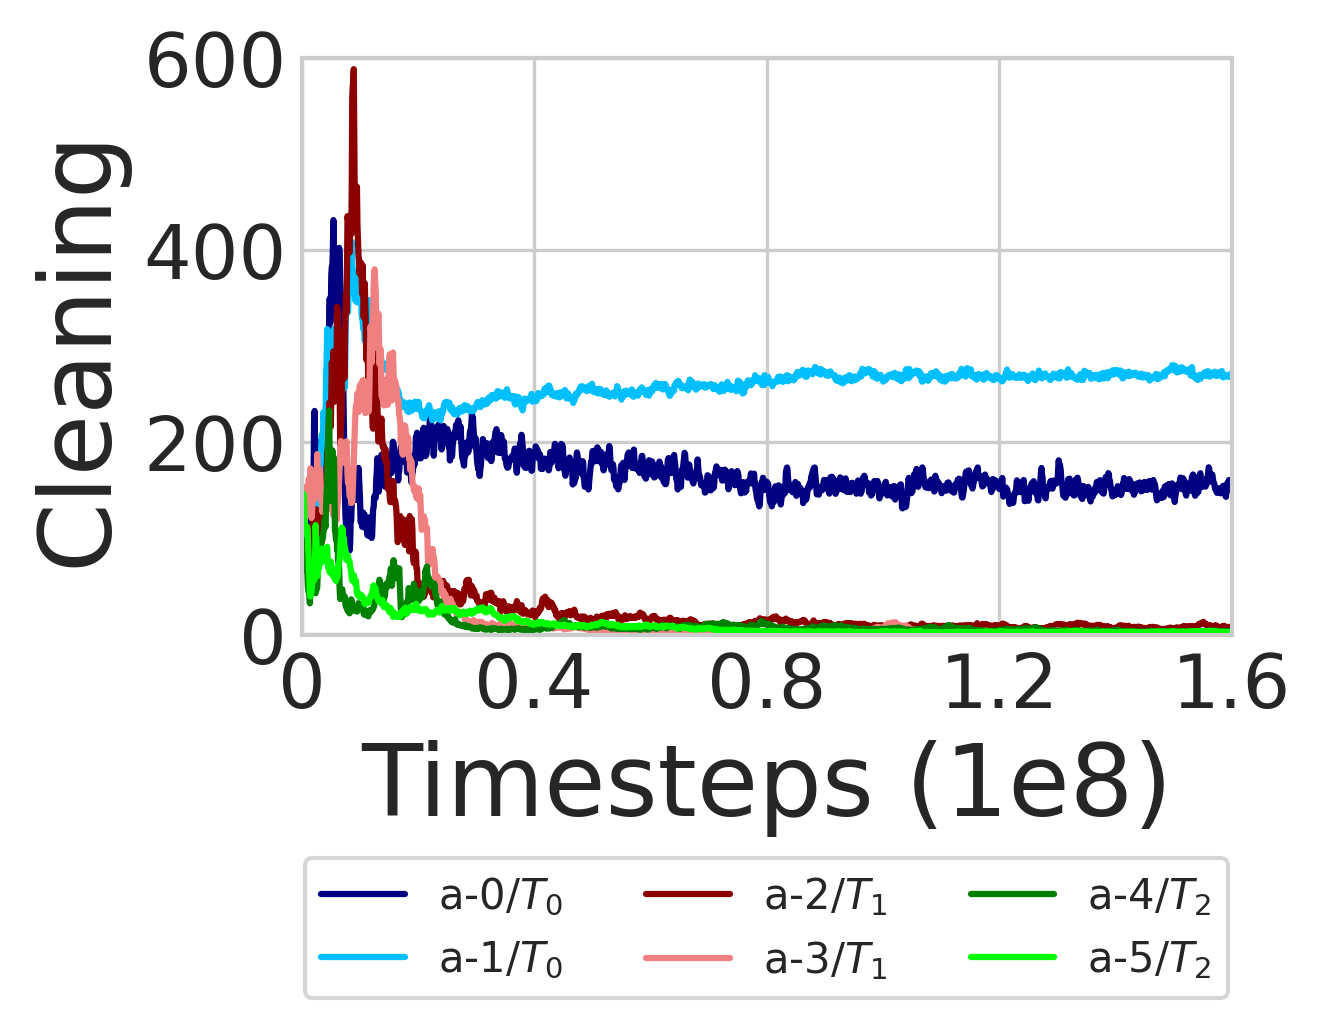 600
400
200
0
Cleaning
0 0.4 0.8 1.2 1.6
Timesteps (1e8)
a-0/T₀ a-2/T₁ a-4/T₂
a-1/T₀ a-3/T₁ a-5/T₂